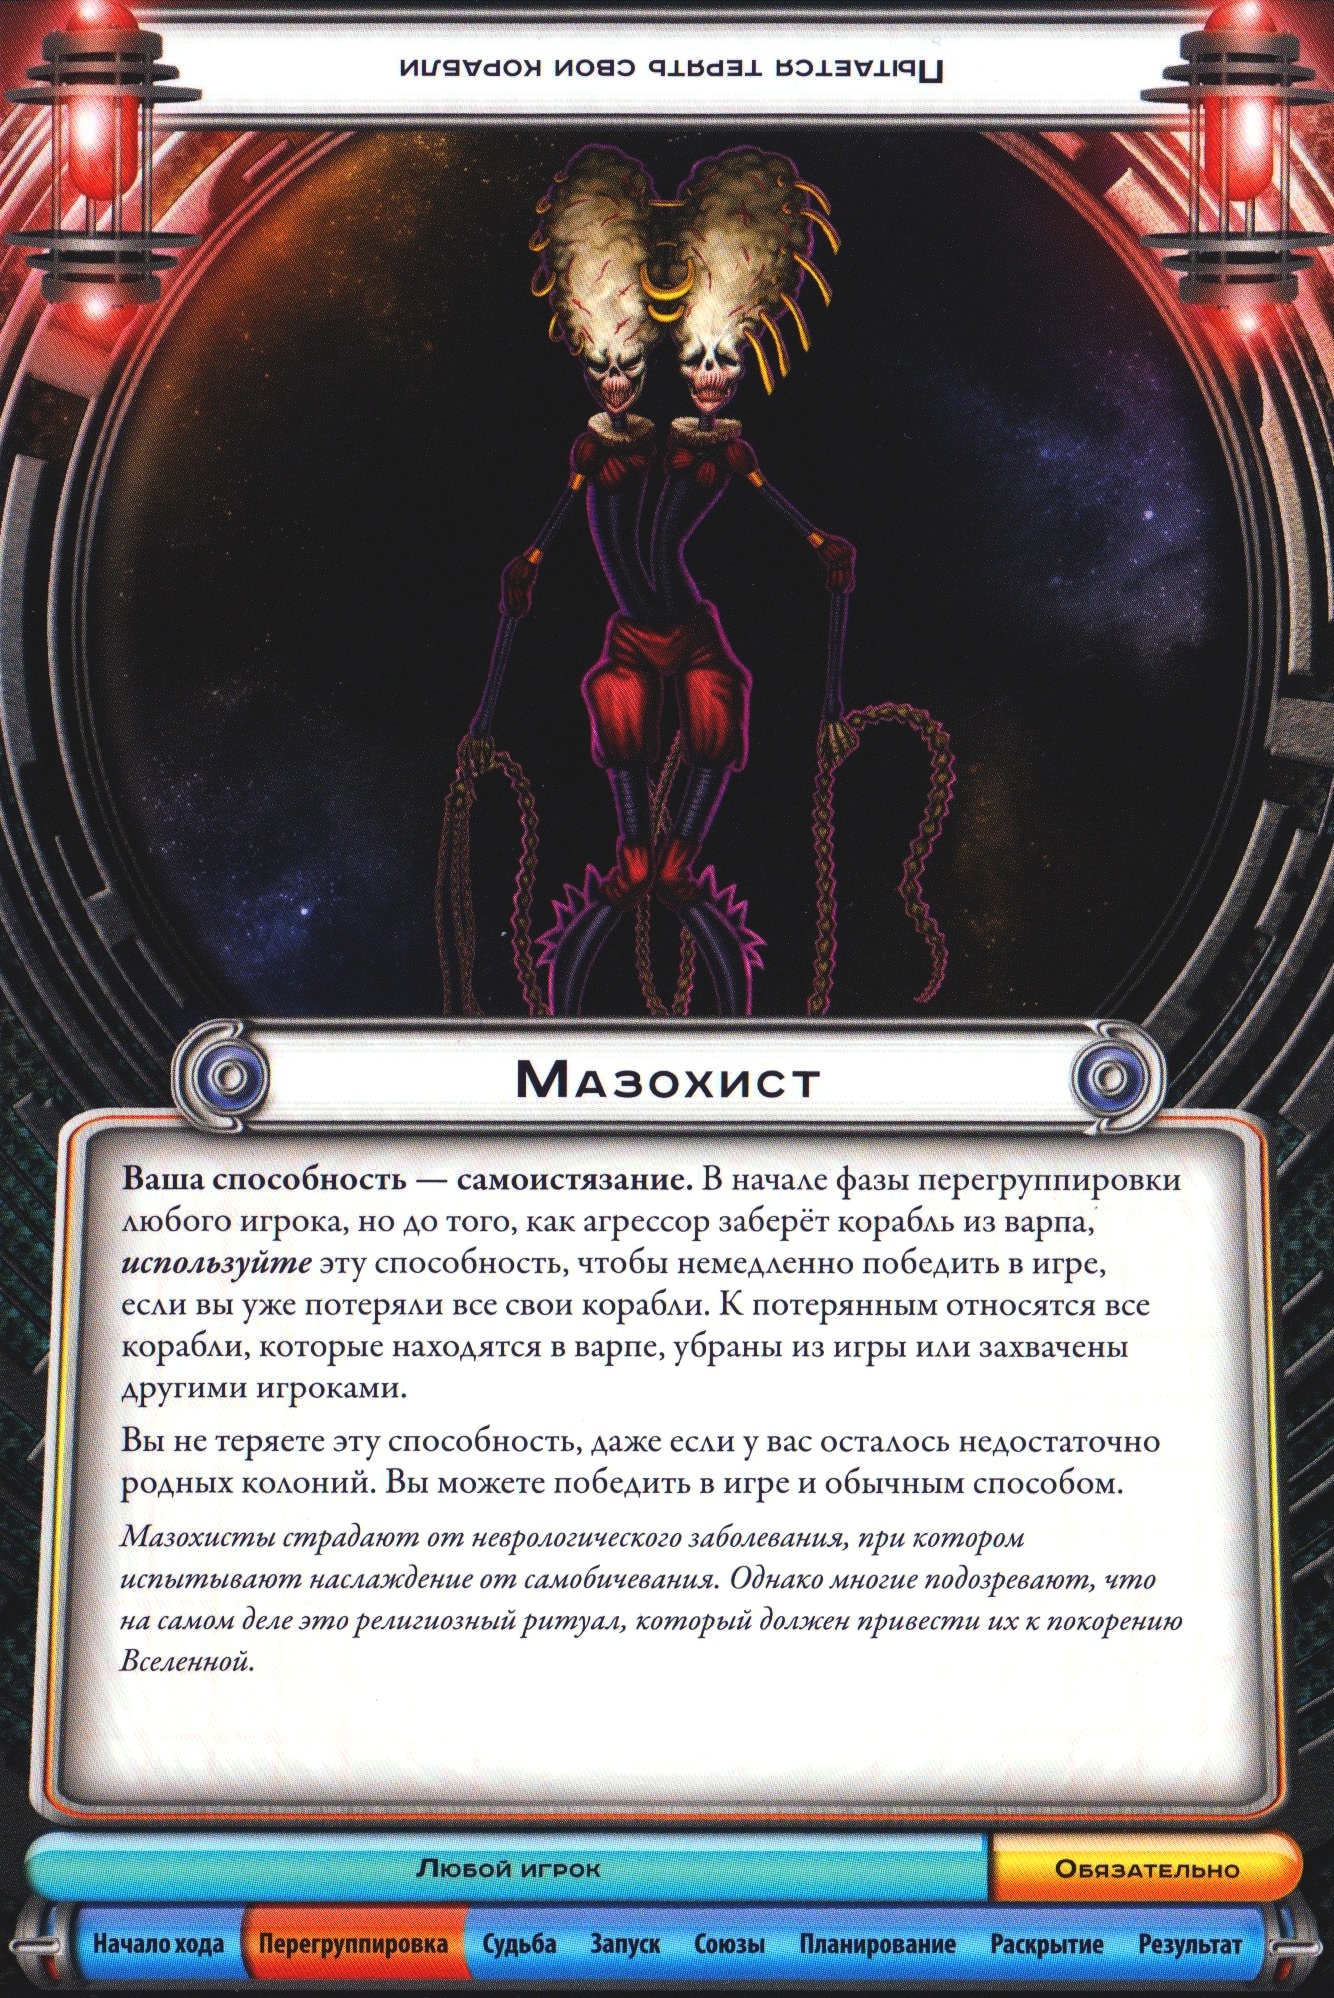 Пытается терять свои корабли
Мазохист
Ваша способность — самоистязание. В начале фазы перегруппировки
любого игрока, но до того, как агрессор заберёт корабль из варпа,
используйте эту способность, чтобы немедленно победить в игре,
если вы уже потеряли все свои корабли. К потерянным относятся все
корабли, которые находятся в варпе, убраны из игры или захвачены
другими игроками.
Вы не теряете эту способность, даже если у вас осталось недостаточно
родных колоний. Вы можете победить в игре и обычным способом.
Мазохисты страдают от неврологического заболевания, при котором
испытывают наслаждение от самобичевания. Однако многие подозревают, что
на самом деле это религиозный ритуал, который должен привести их к покорению
Вселенной.
Любой игрок Обязательно
Начало хода Перегруппировка Судьба Запуск Союзы Планирование Раскрытие Результат